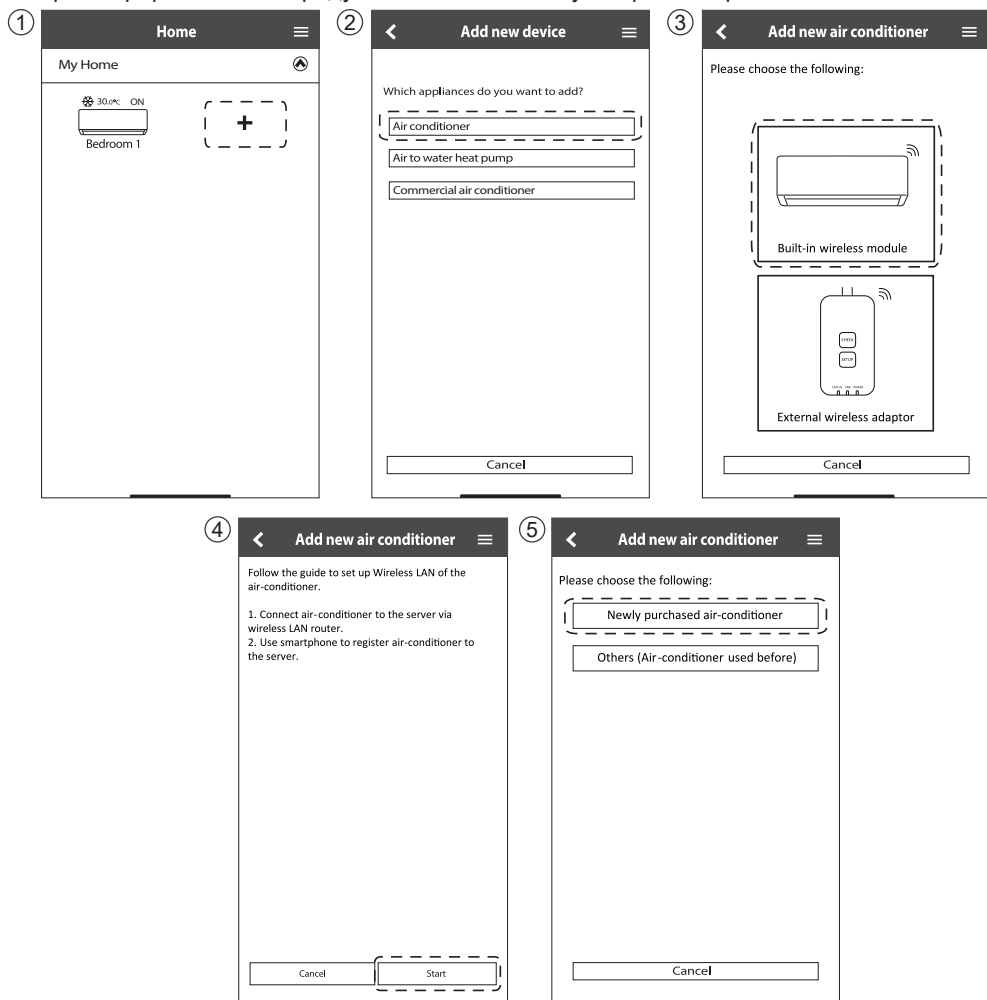 ①
Home
My Home
30.0°C ON
Bedroom 1
+
②
Add new device
Which appliances do you want to add?
Air conditioner
Air to water heat pump
Commercial air conditioner
Cancel
③
Add new air conditioner
Please choose the following:
Built-in wireless module
CHECK
SETUP
External wireless adaptor
Cancel
④
Add new air conditioner
Follow the guide to set up Wireless LAN of the
air-conditioner.
1. Connect air-conditioner to the server via
wireless LAN router.
2. Use smartphone to register air-conditioner to
the server.
Cancel
Start
⑤
Add new air conditioner
Please choose the following:
Newly purchased air-conditioner
Others (Air-conditioner used before)
Cancel